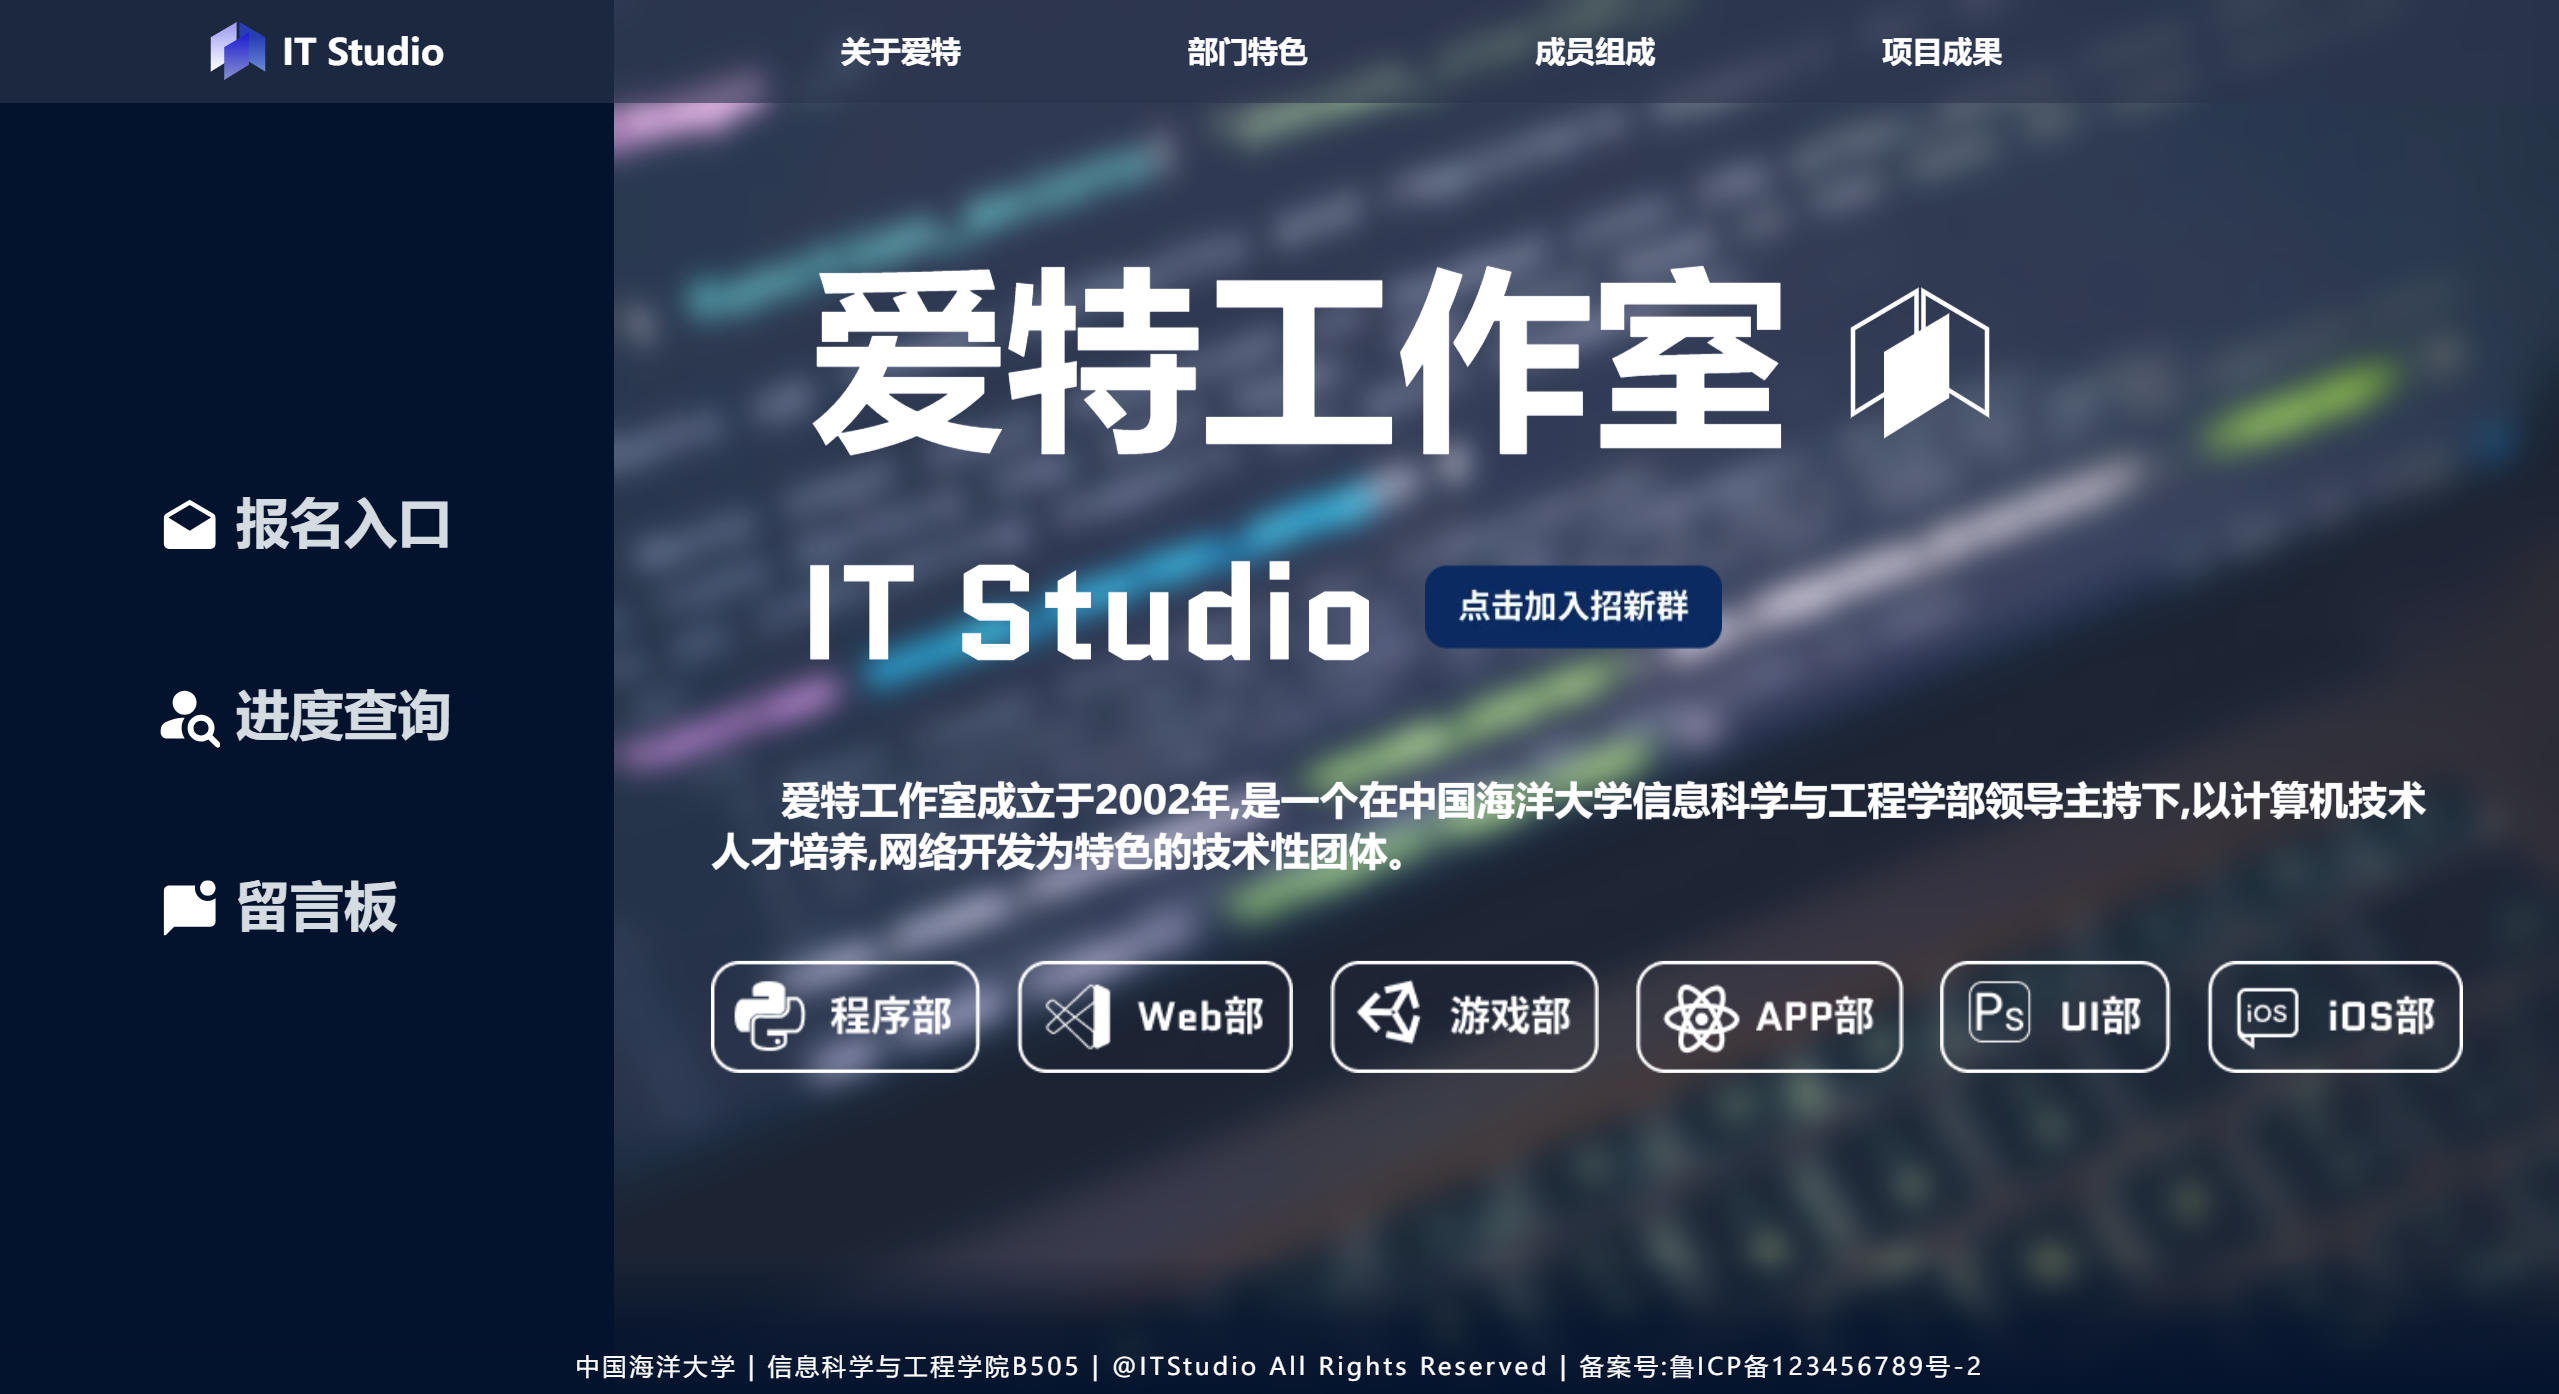 IT Studio
关于爱特
部门特色
成员组成
项目成果
报名入口
进度查询
留言板
爱特工作室
IT Studio
点击加入招新群
爱特工作室成立于2002年,是一个在中国海洋大学信息科学与工程学部领导主持下,以计算机技术
人才培养,网络开发为特色的技术性团体。
程序部
Web部
游戏部
APP部
Ps UI部
iOS iOS部
中国海洋大学 | 信息科学与工程学院B505 | @ITStudio All Rights Reserved | 备案号:鲁ICP备123456789号-2